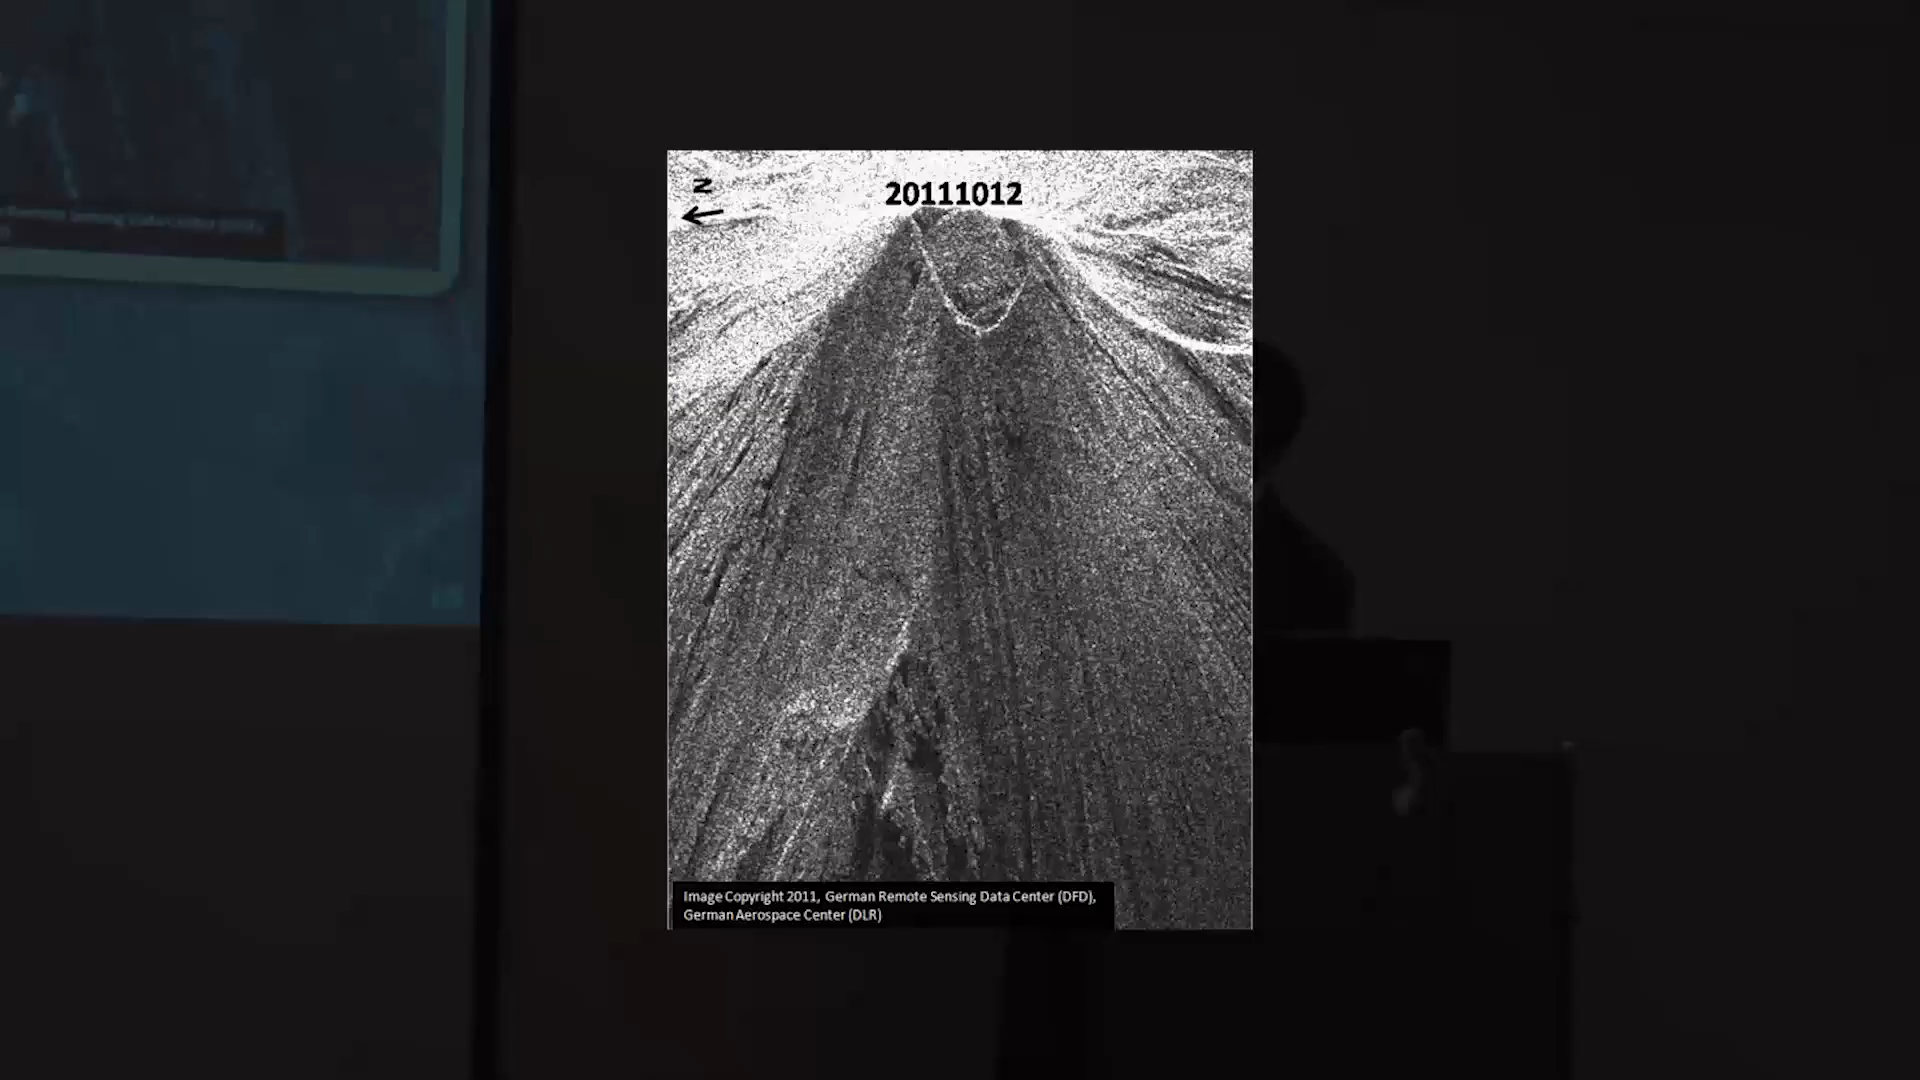 N
20111012
Image Copyright 2011, German Remote Sensing Data Center (DFD),
German Aerospace Center (DLR)